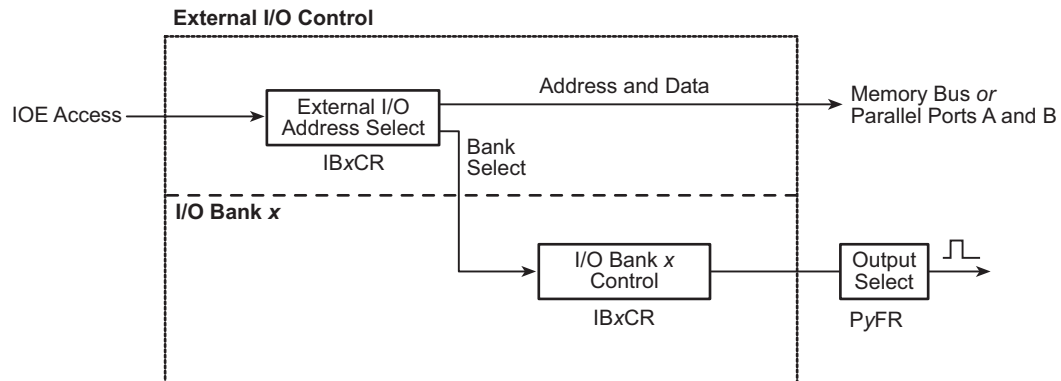 External I/O Control
IOE Access
External I/O
Address Select
IBxCR
Address and Data
Memory Bus or
Parallel Ports A and B
Bank
Select
I/O Bank x
I/O Bank x
Control
IBxCR
Output
Select
PyFR